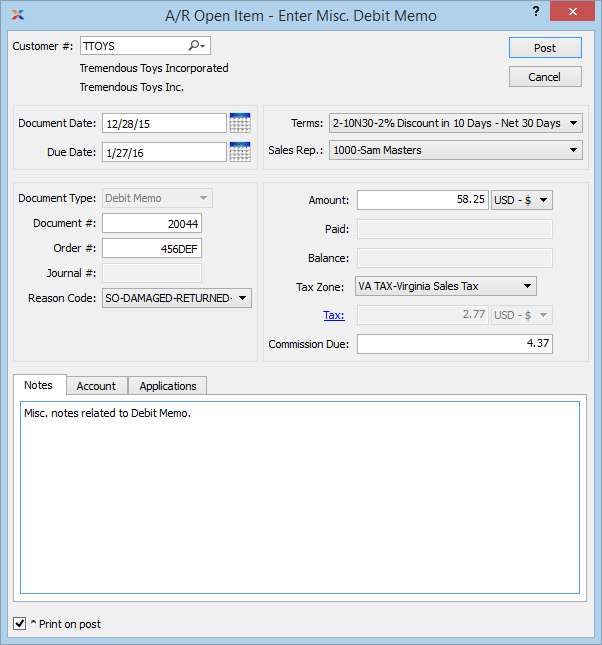 A/R Open Item - Enter Misc. Debit Memo
?
Customer #: TTOYS
Post
Tremendous Toys Incorporated
Cancel
Tremendous Toys Inc.
Document Date: 12/28/15
Terms: 2-10N30-2% Discount in 10 Days - Net 30 Days
Due Date: 1/27/16
Sales Rep.: 1000-Sam Masters
Document Type: Debit Memo
Document #: 20044
Order #: 456DEF
Journal #:
Reason Code: SO-DAMAGED-RETURNED-
Amount: 58.25 USD - $
Paid:
Balance:
Tax Zone: VA TAX-Virginia Sales Tax
Tax: 2.77 USD - $
Commission Due: 4.37
Notes Account Applications
Misc. notes related to Debit Memo.
^ Print on post